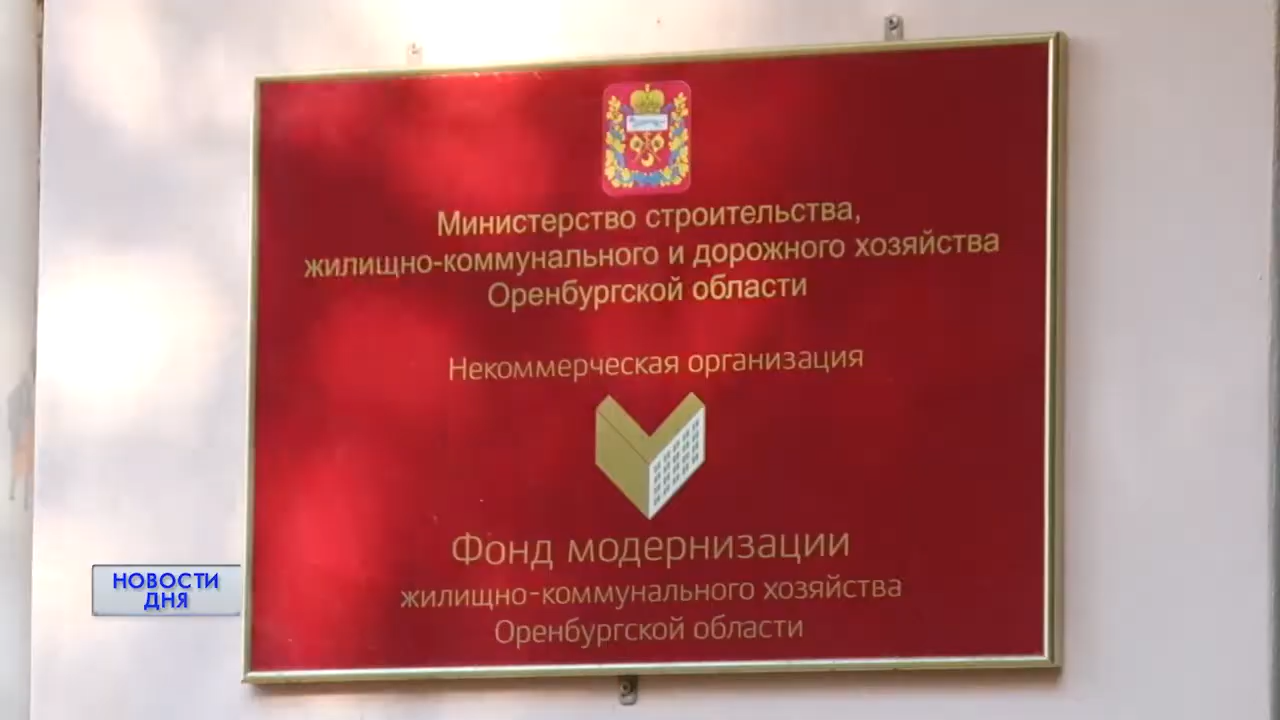 Министерство строительства,
жилищно-коммунального и дорожного хозяйства
Оренбургской области
Некоммерческая организация
Фонд модернизации
жилищно-коммунального хозяйства
Оренбургской области
НОВОСТИ
ДНЯ